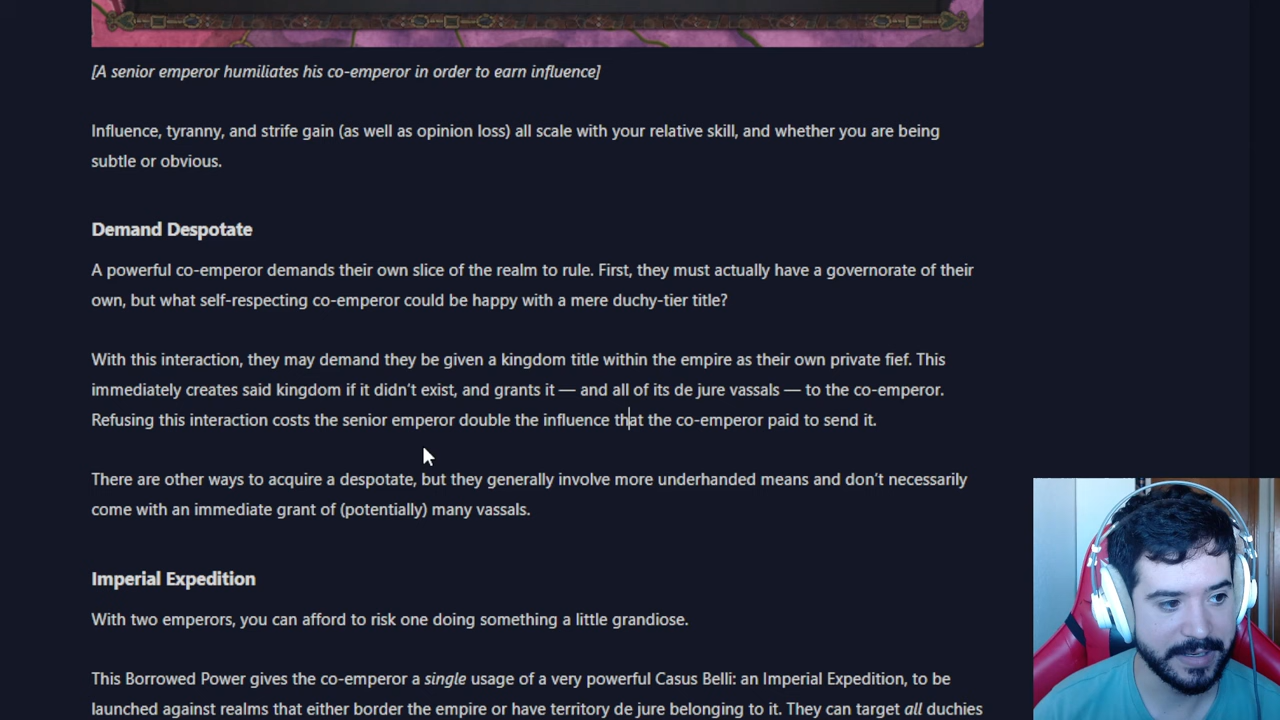 [A senior emperor humiliates his co-emperor in order to earn influence]
Influence, tyranny, and strife gain (as well as opinion loss) all scale with your relative skill, and whether you are being
subtle or obvious.
Demand Despotate
A powerful co-emperor demands their own slice of the realm to rule. First, they must actually have a governorate of their
own, but what self-respecting co-emperor could be happy with a mere duchy-tier title?
With this interaction, they may demand they be given a kingdom title within the empire as their own private fief. This
immediately creates said kingdom if it didn’t exist, and grants it — and all of its de jure vassals — to the co-emperor.
Refusing this interaction costs the senior emperor double the influence that the co-emperor paid to send it.
There are other ways to acquire a despotate, but they generally involve more underhanded means and don’t necessarily
come with an immediate grant of (potentially) many vassals.
Imperial Expedition
With two emperors, you can afford to risk one doing something a little grandiose.
This Borrowed Power gives the co-emperor a single usage of a very powerful Casus Belli: an Imperial Expedition, to be
launched against realms that either border the empire or have territory de jure belonging to it. They can target all duchies